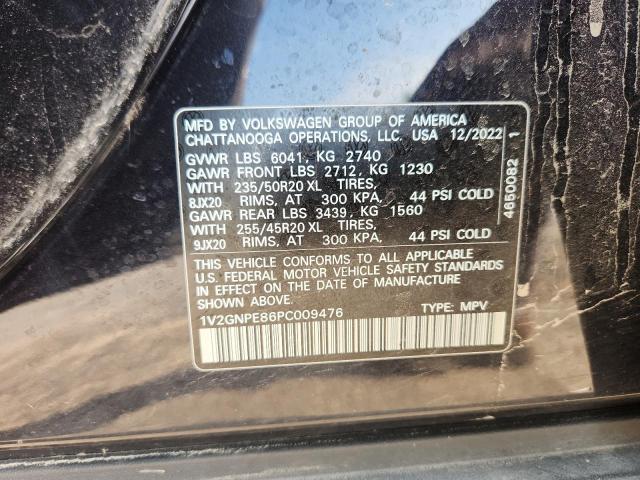 MFD BY VOLKSWAGEN GROUP OF AMERICA
CHATTANOOGA OPERATIONS, LLC. USA 12/2022
GVWR LBS 6041, KG 2740
GAWR FRONT LBS 2712, KG 1230
WITH 235/50R20 XL TIRES,
8JX20 RIMS, AT 300 KPA, 44 PSI COLD
GAWR REAR LBS 3439, KG 1560
WITH 255/45R20 XL TIRES,
9JX20 RIMS, AT 300 KPA, 44 PSI COLD
THIS VEHICLE CONFORMS TO ALL APPLICABLE
U.S. FEDERAL MOTOR VEHICLE SAFETY STANDARDS
IN EFFECT ON THE DATE OF MANUFACTURE
SHOWN ABOVE.
1V2GNPE86PC009476 TYPE: MPV
4650082 1